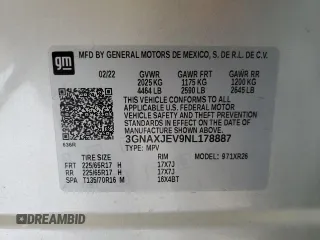 gm
MFD BY GENERAL MOTORS DE MEXICO, S. DE R.L. DE C.V.
02/22 GVWR GAWR FRT GAWR RR
2025 KG 1175 KG 1200 KG
4464 LB 2590 LB 2645 LB
THIS VEHICLE CONFORMS TO ALL APPLICABLE U.S. FEDERAL
MOTOR VEHICLE SAFETY, BUMPER, AND THEFT PREVENTION
STANDARDS IN EFFECT ON THE DATE OF MANUFACTURE SHOWN ABOVE.
3GNAXJEV9NL178887
TYPE: MPV MODEL: 971XR26
TIRE SIZE RIM
FRT 225/65R17 H 17X7J
RR 225/65R17 H 17X7J
SPA T135/70R16 M 16X4BT
GOAUTOAUCTION